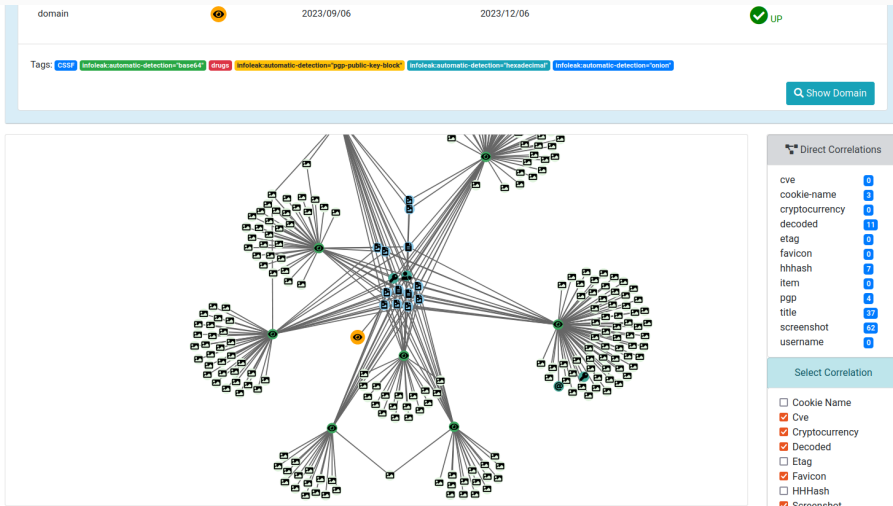 domain 2023/09/06 2023/12/06 UP
Tags: CSSF infoleak:automatic-detection="base64" drugs infoleak:automatic-detection="pgp-public-key-block" infoleak:automatic-detection="hexadecimal" infoleak:automatic-detection="onion"
Show Domain
Direct Correlations
cve 0
cookie-name 3
cryptocurrency 0
decoded 11
etag 0
favicon 0
hhhash 7
item 0
pgp 4
title 37
screenshot 62
username 0
Select Correlation
Cookie Name
Cve
Cryptocurrency
Decoded
Etag
Favicon
HHHash
Screenshot